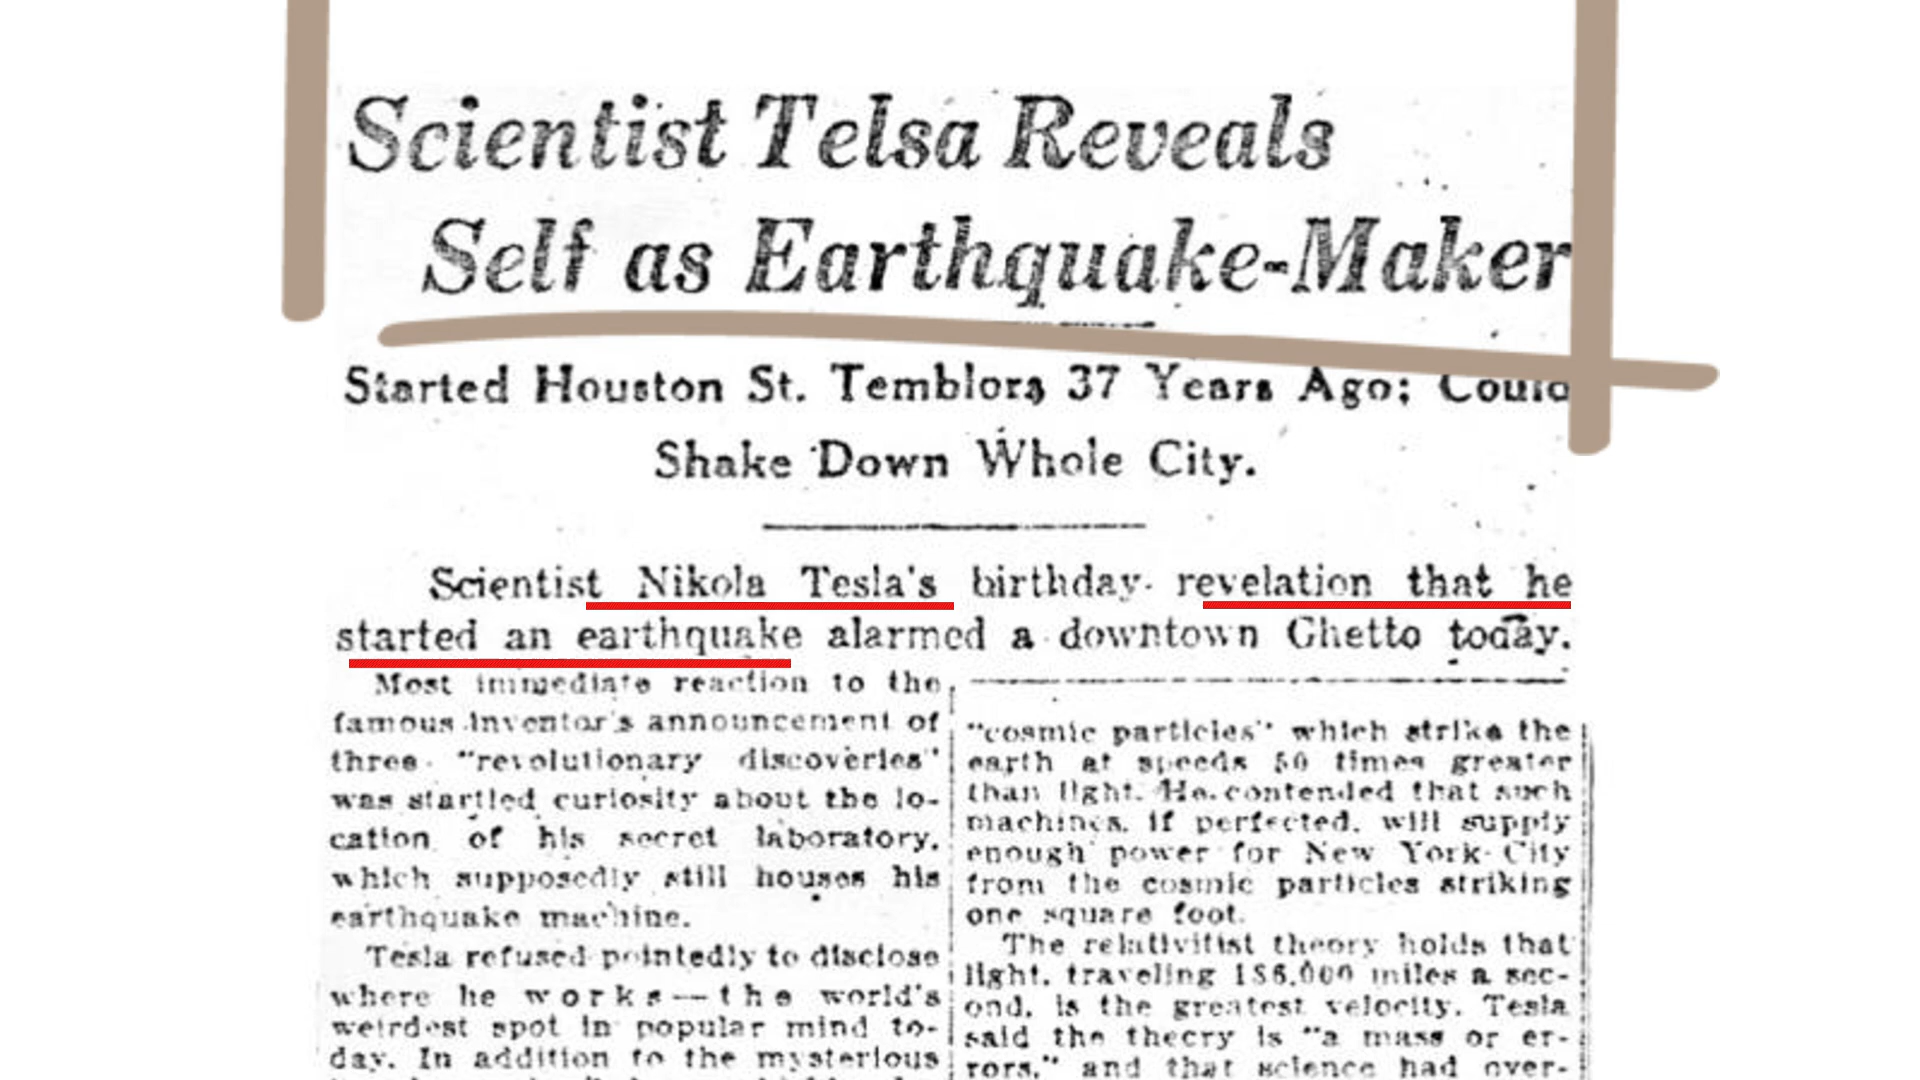 Scientist Telsa Reveals
Self as Earthquake-Maker
Started Houston St. Temblors 37 Years Ago; Could
Shake Down Whole City.
Scientist Nikola Tesla's birthday revelation that he
started an earthquake alarmed a downtown Ghetto today.
Most immediate reaction to the
famous inventor's announcement of
three "revolutionary discoveries"
was startled curiosity about the lo-
cation of his secret laboratory,
which supposedly still houses his
earthquake machine.
Tesla refused pointedly to disclose
where he works—the world's
weirdest spot in popular mind to-
day. In addition to the mysterious
"cosmic particles" which strike the
earth at speeds 50 times greater
than light. He contended that such
machines, if perfected, will supply
enough power for New York City
from the cosmic particles striking
one square foot.
The relativitist theory holds that
light, traveling 186,000 miles a sec-
ond, is the greatest velocity. Tesla
said the theory is "a mass or er-
rors," and that science had over-